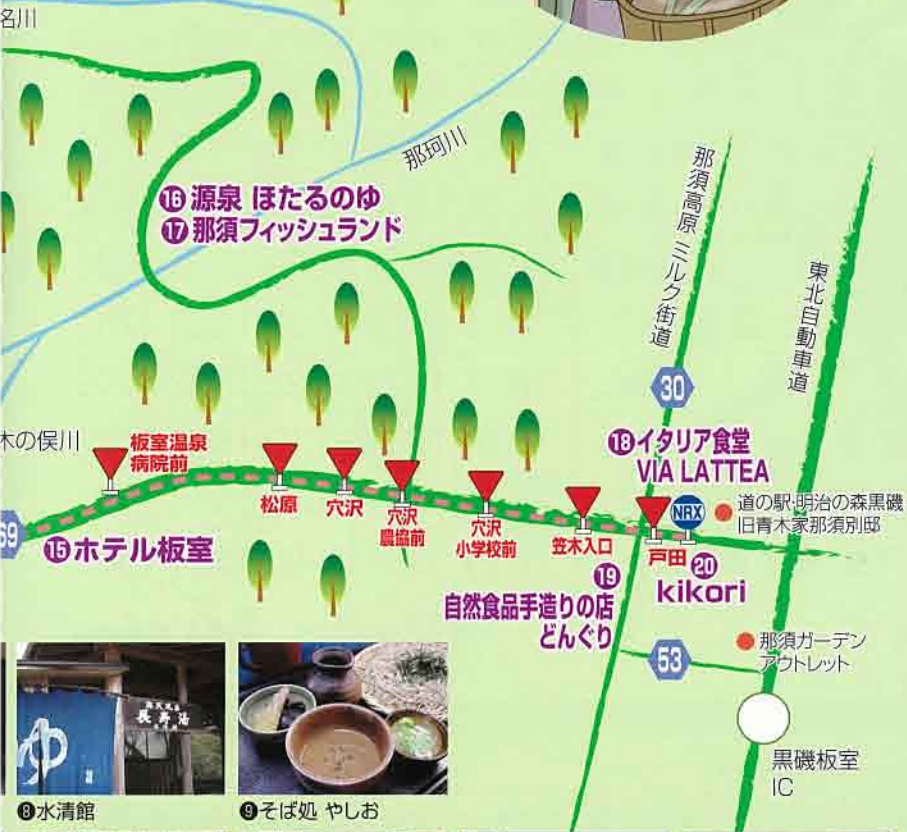 名川
那珂川
⑯源泉 ほたるのゆ
⑰那須フィッシュランド
那須高原 ミルク街道
東北自動車道
30
木の俣川
板室温泉
病院前
松原
穴沢
穴沢
農協前
穴沢
小学校前
笠木入口
戸田
NRX
⑱イタリア食堂
VIA LATTEA
道の駅・明治の森黒磯
旧青木家那須別邸
69
⑮ホテル板室
⑲
自然食品手造りの店
どんぐり
⑳
kikori
53
那須ガーデン
アウトレット
黒磯板室
IC
長寿湯
ゆ
❽水清館
❾そば処 やしお